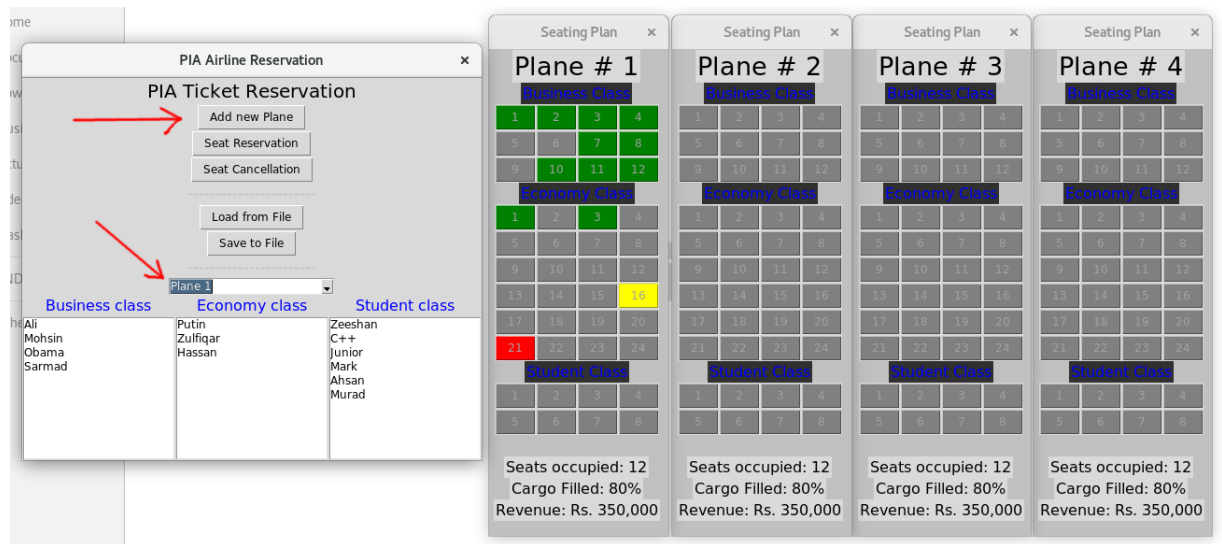 ome
PIA Airline Reservation ×
PIA Ticket Reservation
Add new Plane
Seat Reservation
Seat Cancellation
Load from File
Save to File
Plane 1
Business class Economy class Student class
Ali Putin Zeeshan
Mohsin Zulfiqar C++
Obama Hassan Junior
Sarmad Mark
Ahsan
Murad
Seating Plan ×
Plane # 1
Business Class
1 2 3 4
5 6 7 8
9 10 11 12
Economy Class
1 2 3 4
5 6 7 8
9 10 11 12
13 14 15 16
17 18 19 20
21 22 23 24
Student Class
1 2 3 4
5 6 7 8
Seats occupied: 12
Cargo Filled: 80%
Revenue: Rs. 350,000
Seating Plan ×
Plane # 2
Business Class
1 2 3 4
5 6 7 8
9 10 11 12
Economy Class
1 2 3 4
5 6 7 8
9 10 11 12
13 14 15 16
17 18 19 20
21 22 23 24
Student Class
1 2 3 4
5 6 7 8
Seats occupied: 12
Cargo Filled: 80%
Revenue: Rs. 350,000
Seating Plan ×
Plane # 3
Business Class
1 2 3 4
5 6 7 8
9 10 11 12
Economy Class
1 2 3 4
5 6 7 8
9 10 11 12
13 14 15 16
17 18 19 20
21 22 23 24
Student Class
1 2 3 4
5 6 7 8
Seats occupied: 12
Cargo Filled: 80%
Revenue: Rs. 350,000
Seating Plan ×
Plane # 4
Business Class
1 2 3 4
5 6 7 8
9 10 11 12
Economy Class
1 2 3 4
5 6 7 8
9 10 11 12
13 14 15 16
17 18 19 20
21 22 23 24
Student Class
1 2 3 4
5 6 7 8
Seats occupied: 12
Cargo Filled: 80%
Revenue: Rs. 350,000